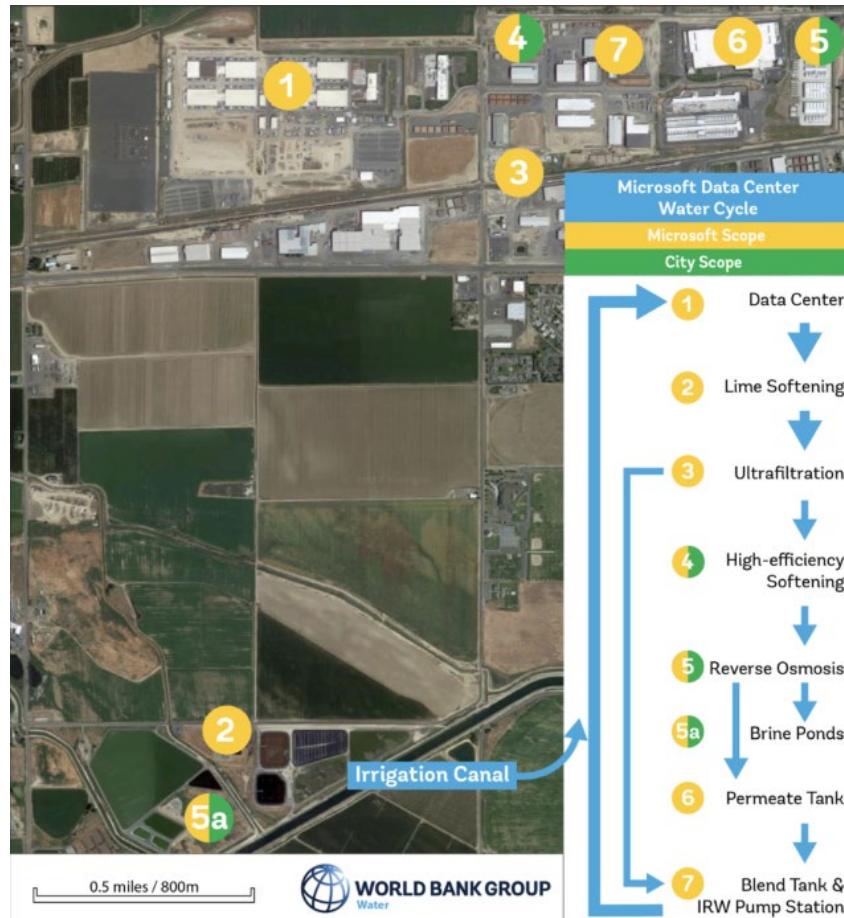 4
7
6
5
1
3
Microsoft Data Center
Water Cycle
Microsoft Scope
City Scope
1 Data Center
2 Lime Softening
3 Ultrafiltration
4 High-efficiency
Softening
5 Reverse Osmosis
5a Brine Ponds
6 Permeate Tank
7 Blend Tank &
IRW Pump Station
2
Irrigation Canal
5a
0.5 miles / 800m
WORLD BANK GROUP
Water